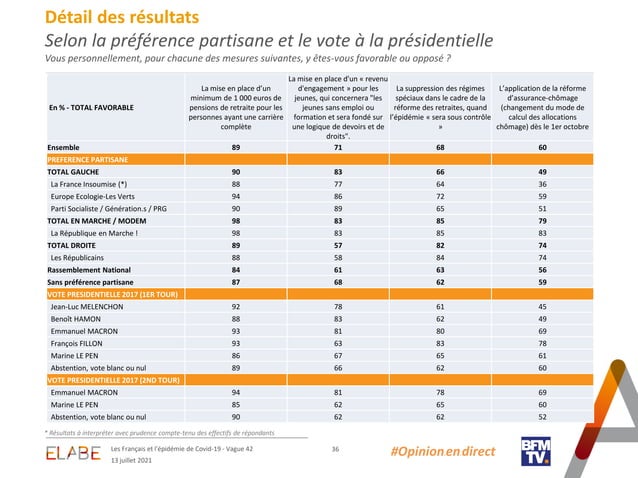 Détail des résultats
Selon la préférence partisane et le vote à la présidentielle
Vous personnellement, pour chacune des mesures suivantes, y êtes-vous favorable ou opposé ?
En % - TOTAL FAVORABLE
La mise en place d'un minimum de 1 000 euros de pensions de retraite pour les personnes ayant une carrière complète
La mise en place d'un « revenu d'engagement » pour les jeunes, qui concernera "les jeunes sans emploi ou formation et sera fondé sur une logique de devoirs et de droits".
La suppression des régimes spéciaux dans le cadre de la réforme des retraites, quand l'épidémie « sera sous contrôle »
L'application de la réforme d'assurance-chômage (changement du mode de calcul des allocations chômage) dès le 1er octobre
Ensemble 89 71 68 60
PREFERENCE PARTISANE
TOTAL GAUCHE 90 83 66 49
La France Insoumise (*) 88 77 64 36
Europe Ecologie-Les Verts 94 86 72 59
Parti Socialiste / Génération.s / PRG 90 89 65 51
TOTAL EN MARCHE / MODEM 98 83 85 79
La République en Marche ! 98 83 85 83
TOTAL DROITE 89 57 82 74
Les Républicains 88 58 84 74
Rassemblement National 84 61 63 56
Sans préférence partisane 87 68 62 59
VOTE PRESIDENTIELLE 2017 (1ER TOUR)
Jean-Luc MELENCHON 92 78 61 45
Benoît HAMON 88 83 62 49
Emmanuel MACRON 93 81 80 69
François FILLON 93 63 83 78
Marine LE PEN 86 67 65 61
Abstention, vote blanc ou nul 89 66 62 60
VOTE PRESIDENTIELLE 2017 (2ND TOUR)
Emmanuel MACRON 94 81 78 69
Marine LE PEN 85 62 65 60
Abstention, vote blanc ou nul 90 62 62 52
* Résultats à interpréter avec prudence compte-tenu des effectifs de répondants
ELABE
Les Français et l'épidémie de Covid-19 - Vague 42
13 juillet 2021
36
#Opinion en direct
BFM
TV.